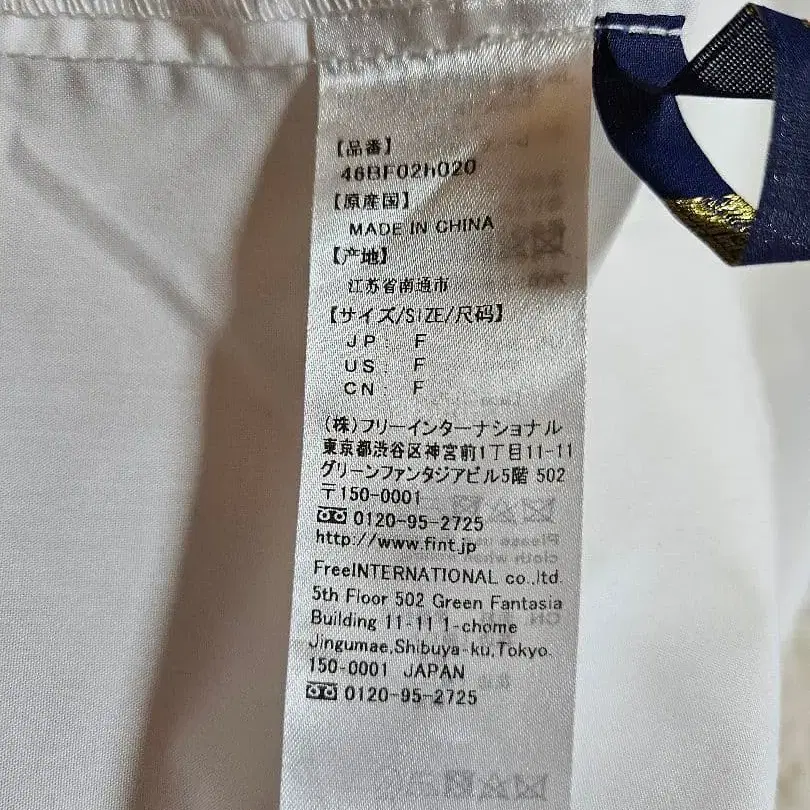 【品番】
46BF02h020
【原産国】
MADE IN CHINA
【产地】
江苏省南通市
【サイズ/SIZE/尺码】
JP: F
US: F
CN: F
(株)フリーインターナショナル
東京都渋谷区神宮前1丁目11-11
グリーンファンタジアビル5階 502
〒150-0001
0120-95-2725
http://www.fint.jp
FreeINTERNATIONAL co.,ltd.
5th Floor 502 Green Fantasia
Building 11-11 1-chome
Jingumae,Shibuya-ku,Tokyo.
150-0001 JAPAN
0120-95-2725